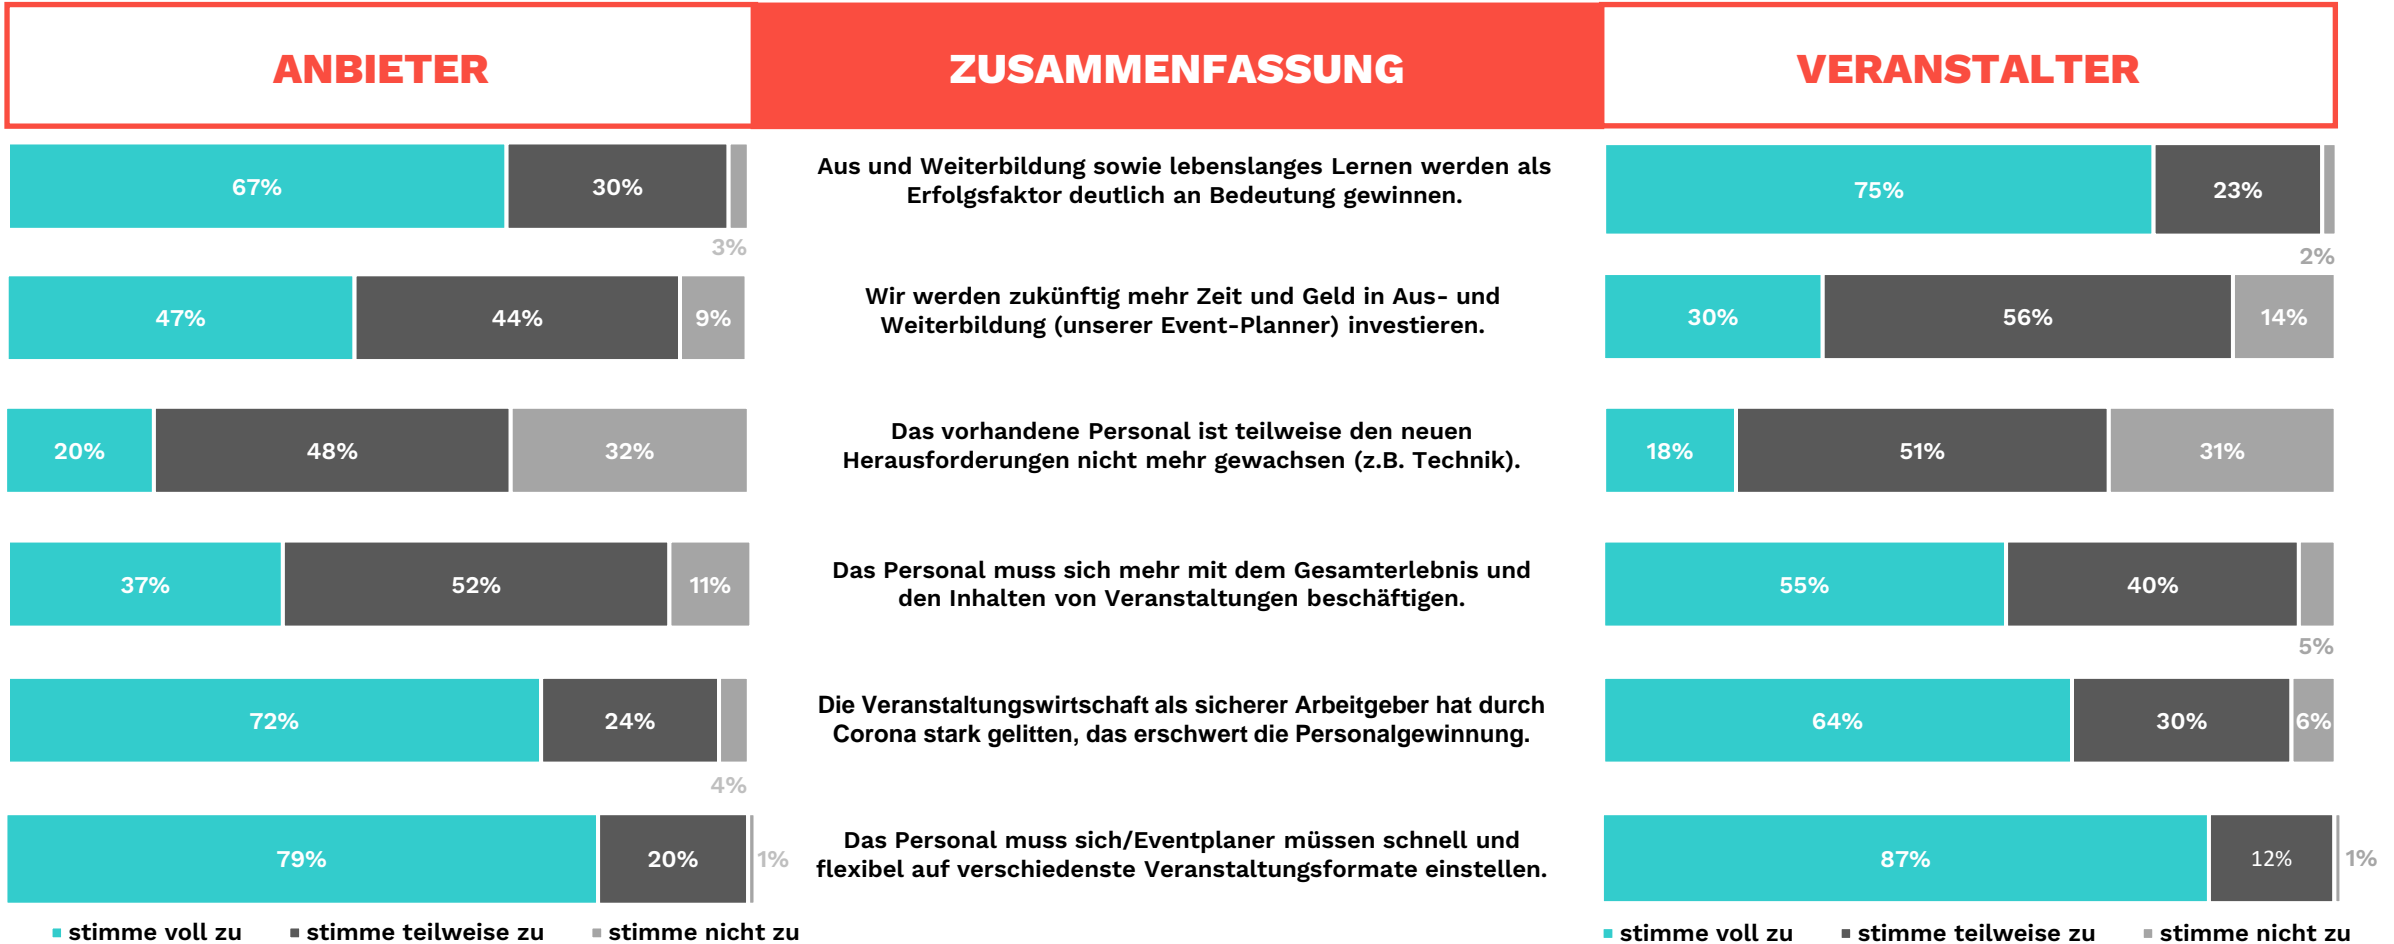 ANBIETER
ZUSAMMENFASSUNG
VERANSTALTER
67%
30%
3%
Aus und Weiterbildung sowie lebenslanges Lernen werden als
Erfolgsfaktor deutlich an Bedeutung gewinnen.
75%
23%
2%
47%
44%
9%
Wir werden zukünftig mehr Zeit und Geld in Aus- und
Weiterbildung (unserer Event-Planner) investieren.
30%
56%
14%
20%
48%
32%
Das vorhandene Personal ist teilweise den neuen
Herausforderungen nicht mehr gewachsen (z.B. Technik).
18%
51%
31%
37%
52%
11%
Das Personal muss sich mehr mit dem Gesamterlebnis und
den Inhalten von Veranstaltungen beschäftigen.
55%
40%
5%
72%
24%
4%
Die Veranstaltungswirtschaft als sicherer Arbeitgeber hat durch
Corona stark gelitten, das erschwert die Personalgewinnung.
64%
30%
6%
79%
20%
1%
Das Personal muss sich/Eventplaner müssen schnell und
flexibel auf verschiedenste Veranstaltungsformate einstellen.
87%
12%
1%
stimme voll zu
stimme teilweise zu
stimme nicht zu
stimme voll zu
stimme teilweise zu
stimme nicht zu